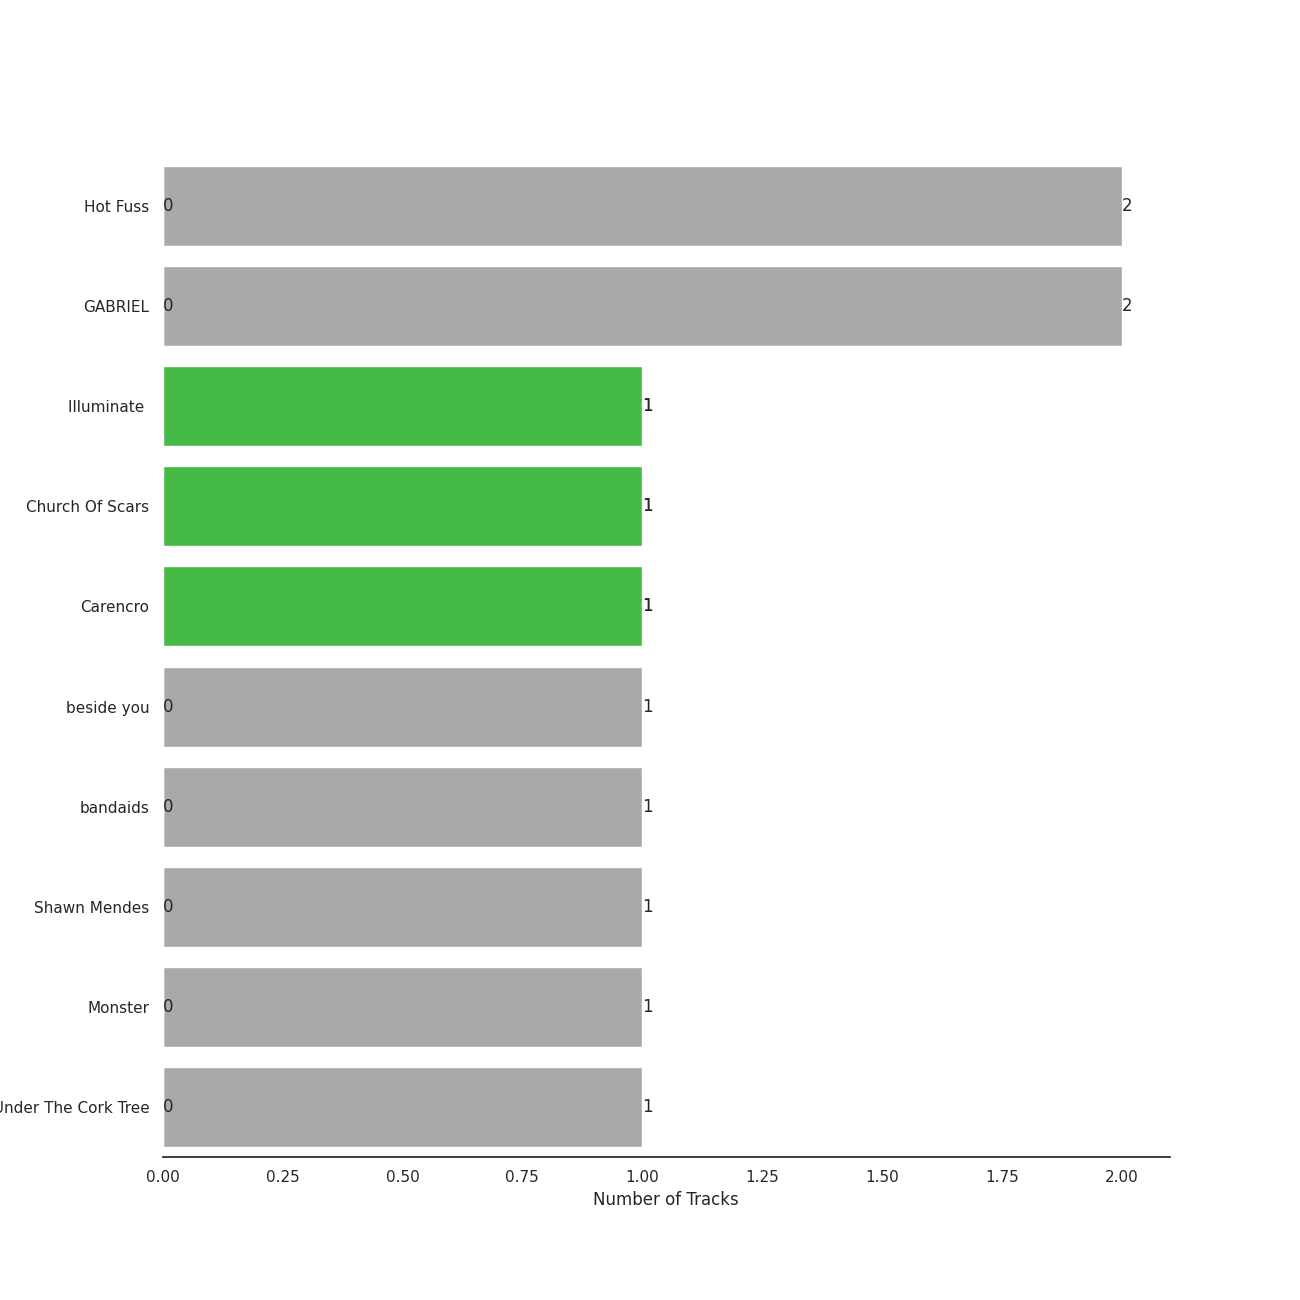 Hot Fuss 0 2
GABRIEL 0 2
Illuminate 1
Church Of Scars 1
Carencro 1
beside you 0 1
bandaids 0 1
Shawn Mendes 0 1
Monster 0 1
Under The Cork Tree 0 1
0.00 0.25 0.50 0.75 1.00 1.25 1.50 1.75 2.00
Number of Tracks